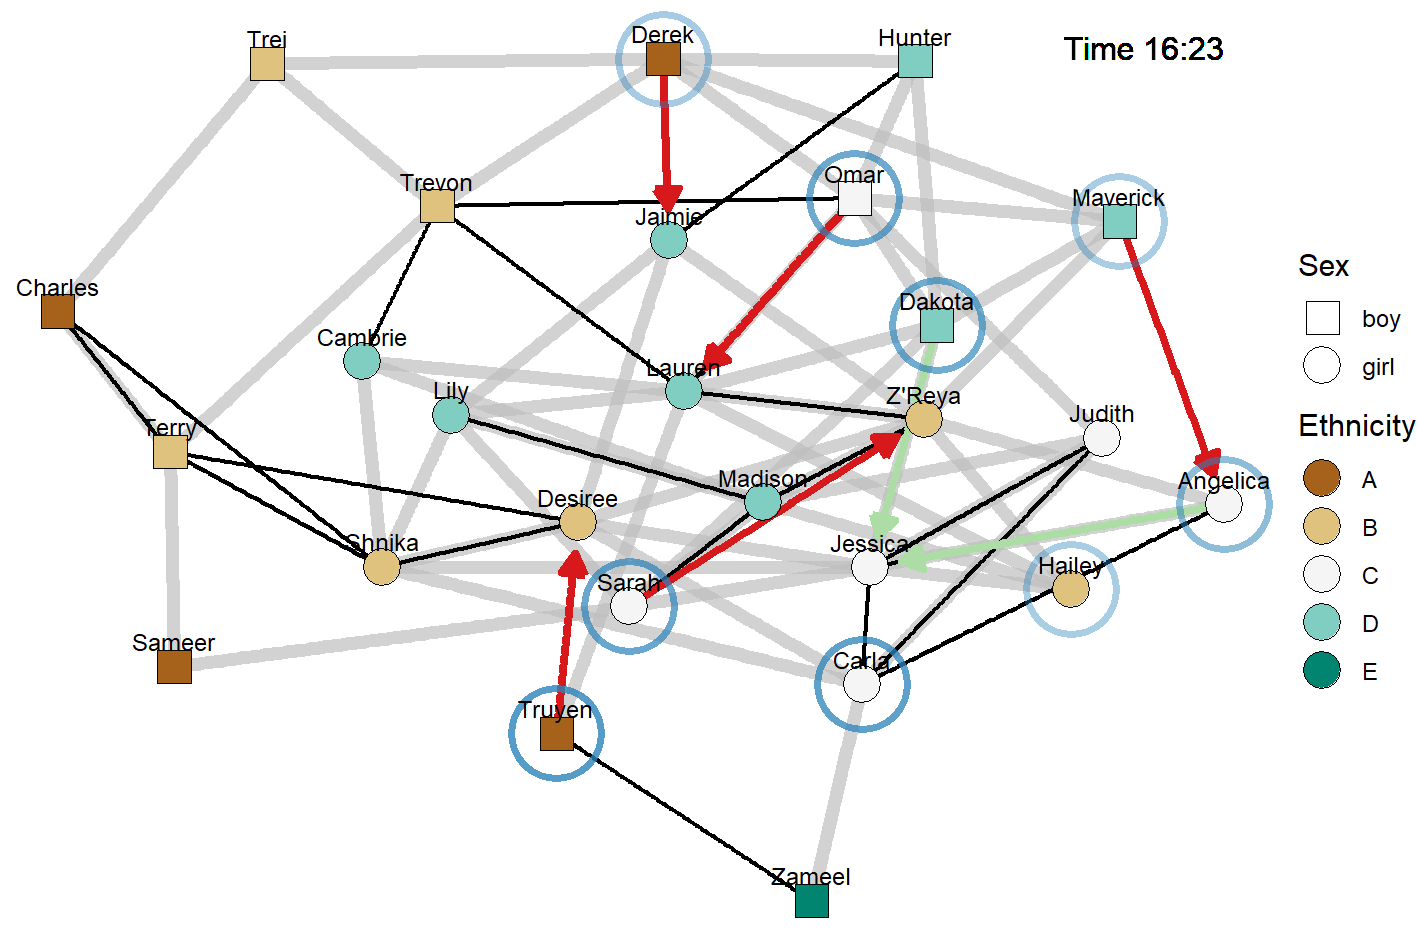 Trei
Derek
Hunter
Time 16:23
Trevon
Omar
Maverick
Jaimie
Sex
Charles
Dakota
boy
Cambrie
Lauren
girl
Lily
Z'Reya
Judith
Ethnicity
Terry
Madison
Angelica
A
Desiree
B
Shnika
Jessica
Sarah
Hailey
C
D
Sameer
Carla
E
Truyen
Zameel